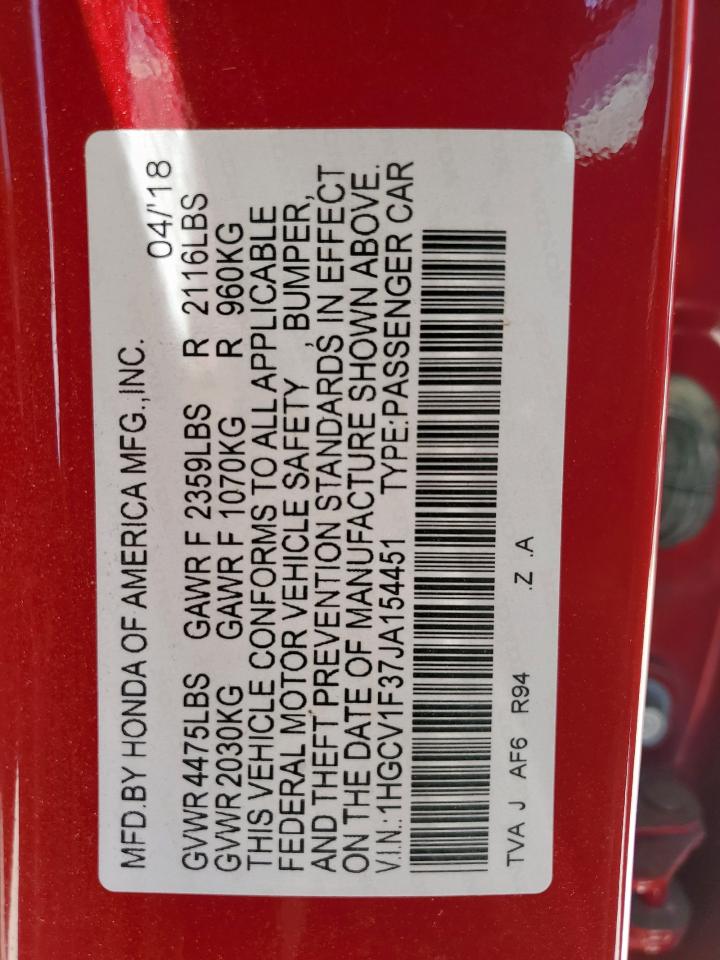 MFD.BY HONDA OF AMERICA MFG.,INC. 04/'18
GVWR 4475LBS GAWR F 2359LBS R 2116LBS
GVWR 2030KG GAWR F 1070KG R 960KG
THIS VEHICLE CONFORMS TO ALL APPLICABLE
FEDERAL MOTOR VEHICLE SAFETY , BUMPER,
AND THEFT PREVENTION STANDARDS, IN EFFECT
ON THE DATE OF MANUFACTURE SHOWN ABOVE.
V.I.N.:1HGCV1F37JA154451 TYPE:PASSENGER CAR
TVA J AF6 R94 .Z .A